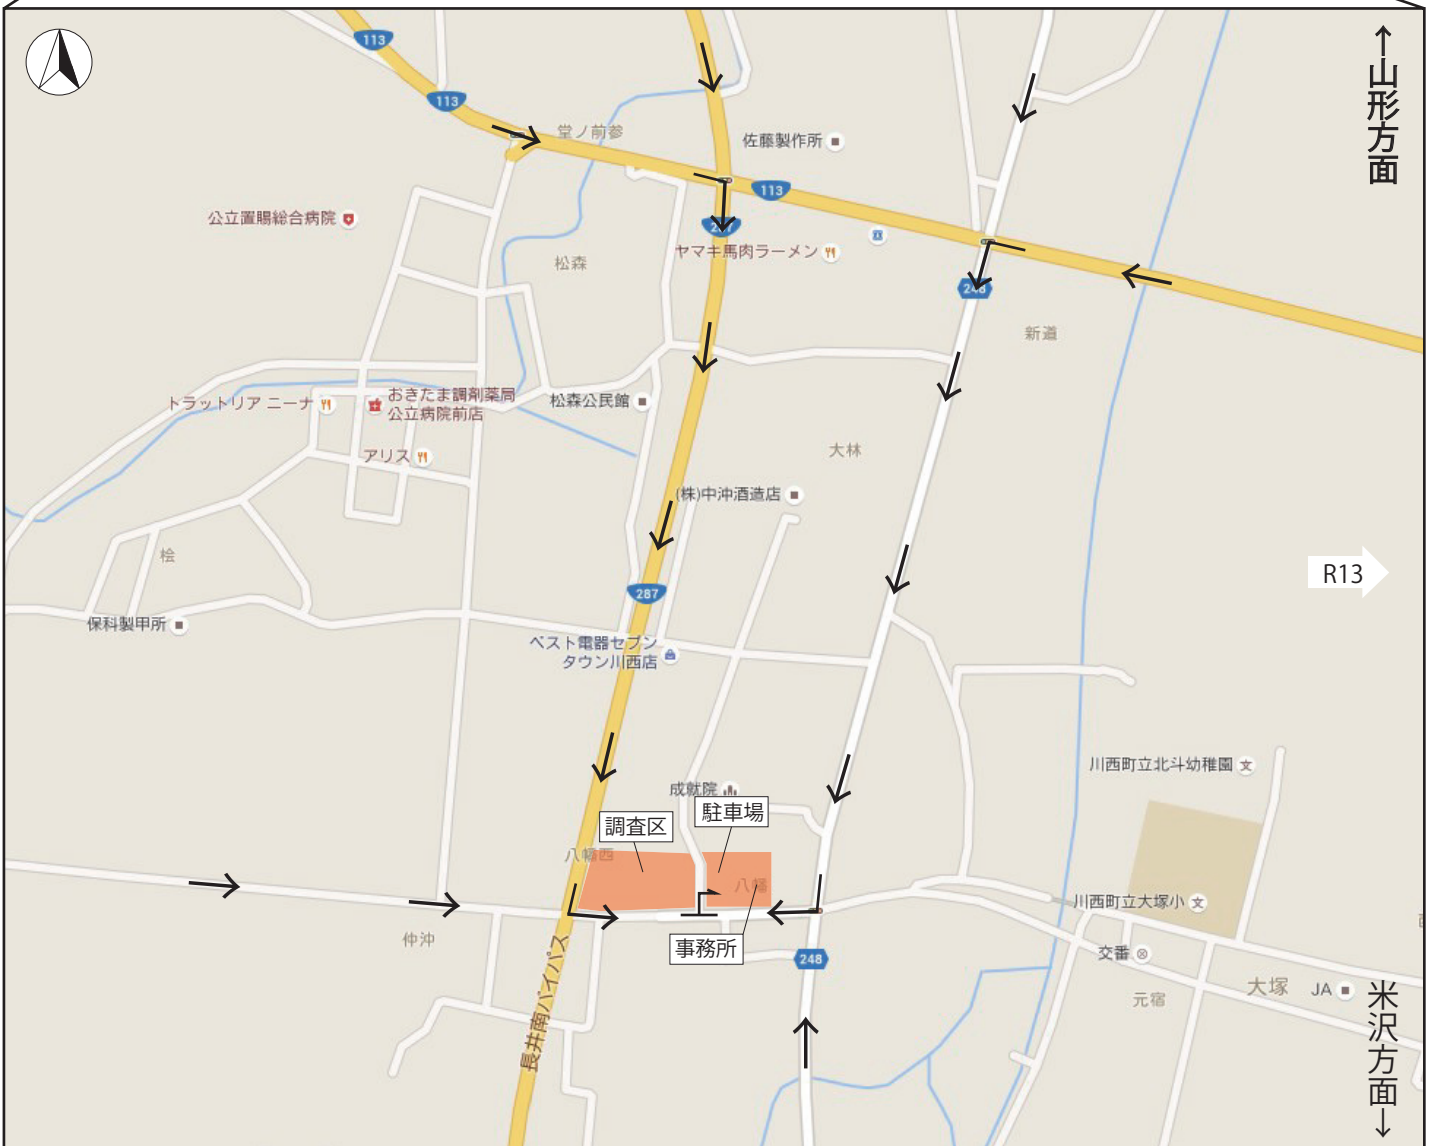 113
113
↑山形方面
堂ノ前参
佐藤製作所
113
公立置賜総合病院
287
ヤマキ馬肉ラーメン
松森
248
新道
トラットリア ニーナ
おきたま調剤薬局
公立病院前店
松森公民館
アリス
大林
(株)中沖酒造店
桧
R13
287
保科製甲所
ベスト電器セブン
タウン川西店
川西町立北斗幼稚園
成就院
駐車場
調査区
八幡西
八幡
川西町立大塚小
仲沖
事務所
交番
248
大塚
JA
元宿
長井南バイパス
米沢方面↓